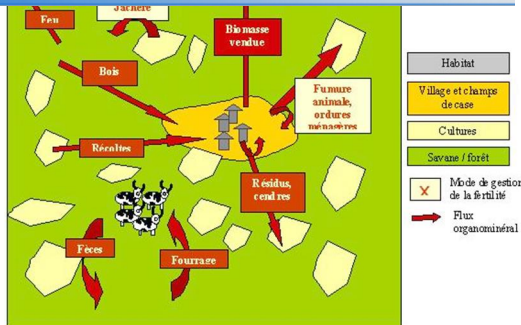 Jachère
Feu
Biomasse
vendue
Bois
Fumure
animale,
ordures
ménagères
Récoltes
Résidus,
cendres
Fèces
Fourrage
Habitat
Village et champs
de case
Cultures
Savane / forêt
X
Mode de gestion
de la fertilité
Flux
organominéral